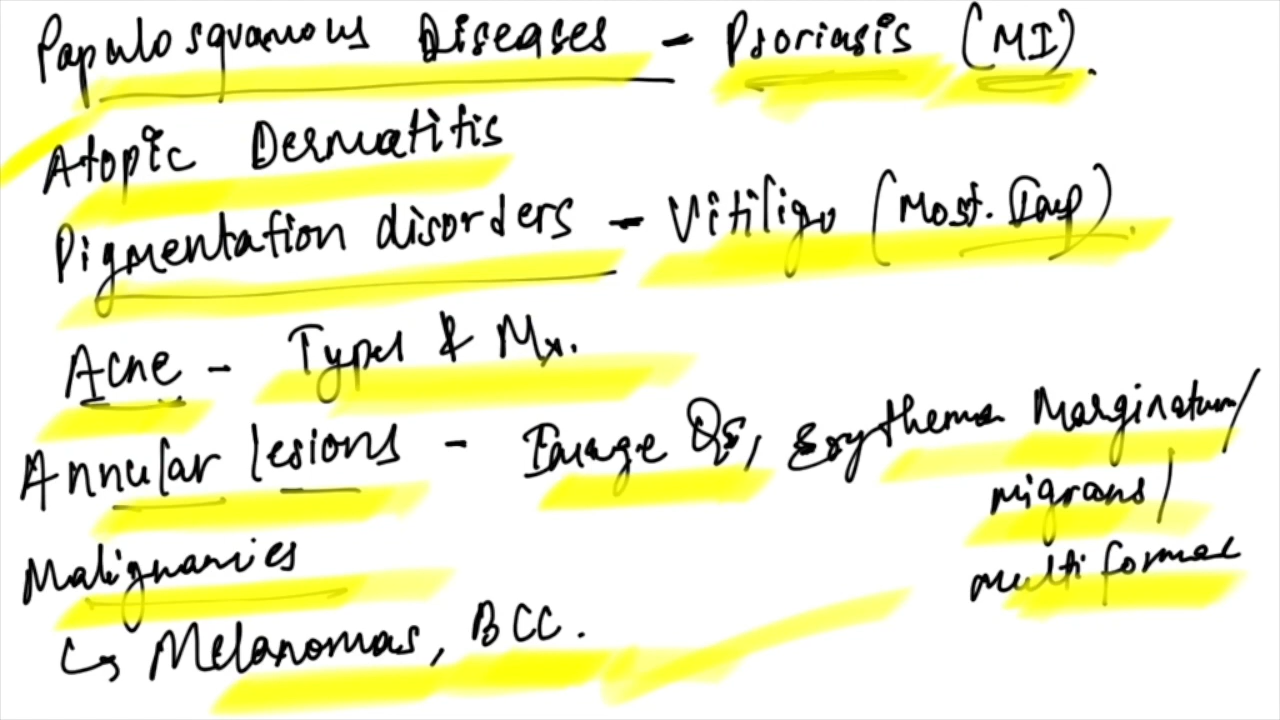 Papulosquamous Diseases - Psoriasis (MI).
Atopic Dermatitis
Pigmentation disorders - Vitiligo (Most. Imp).
Acne - Types & Mx.
Annular lesions - Image Qs, Erythema Marginatum/
migrans/
multiformae
Malignancies
↳ Melanomas, BCC.